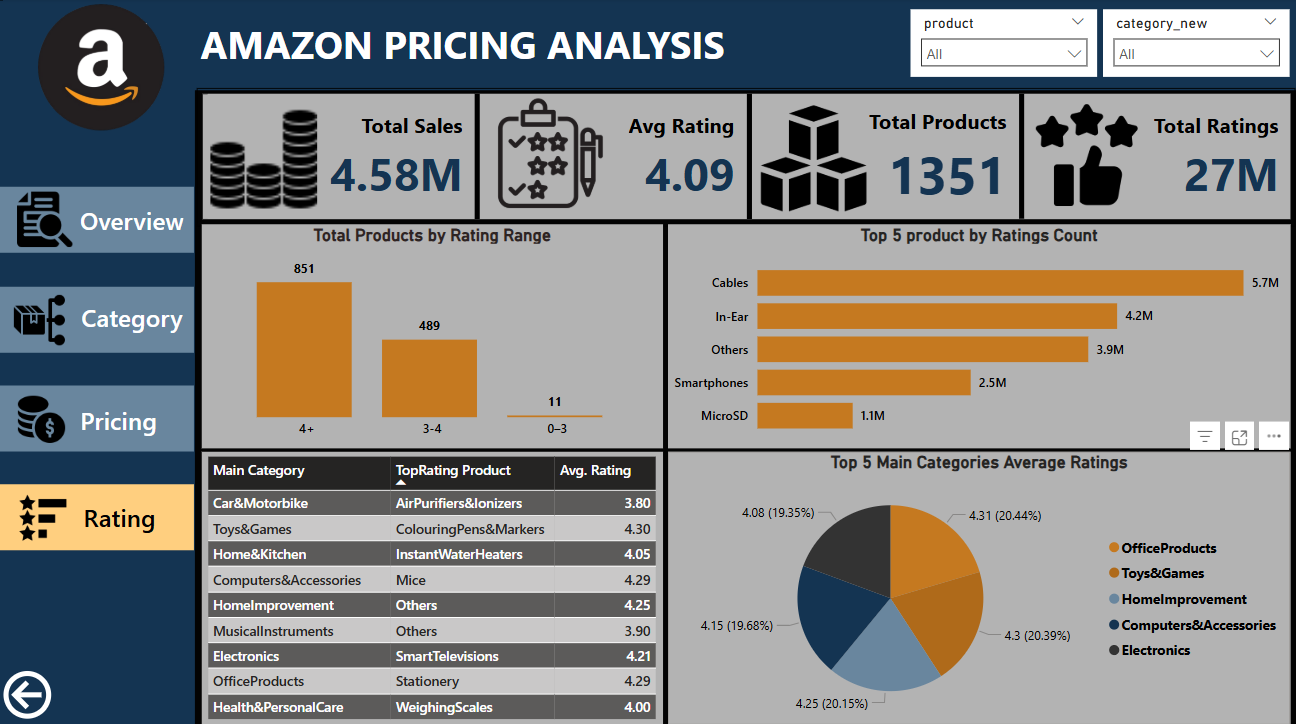 a
AMAZON PRICING ANALYSIS
product
All
category_new
All
Overview
Category
Pricing
Rating
Total Sales
4.58M
Avg Rating
4.09
Total Products
1351
Total Ratings
27M
Total Products by Rating Range
851
489
11
4+
3-4
0–3
Top 5 product by Ratings Count
Cables
5.7M
In-Ear
4.2M
Others
3.9M
Smartphones
2.5M
MicroSD
1.1M
Main Category TopRating Product Avg. Rating
Car&Motorbike AirPurifiers&Ionizers 3.80
Toys&Games ColouringPens&Markers 4.30
Home&Kitchen InstantWaterHeaters 4.05
Computers&Accessories Mice 4.29
HomeImprovement Others 4.25
MusicalInstruments Others 3.90
Electronics SmartTelevisions 4.21
OfficeProducts Stationery 4.29
Health&PersonalCare WeighingScales 4.00
Top 5 Main Categories Average Ratings
4.08 (19.35%)
4.31 (20.44%)
4.15 (19.68%)
4.3 (20.39%)
4.25 (20.15%)
OfficeProducts
Toys&Games
HomeImprovement
Computers&Accessories
Electronics